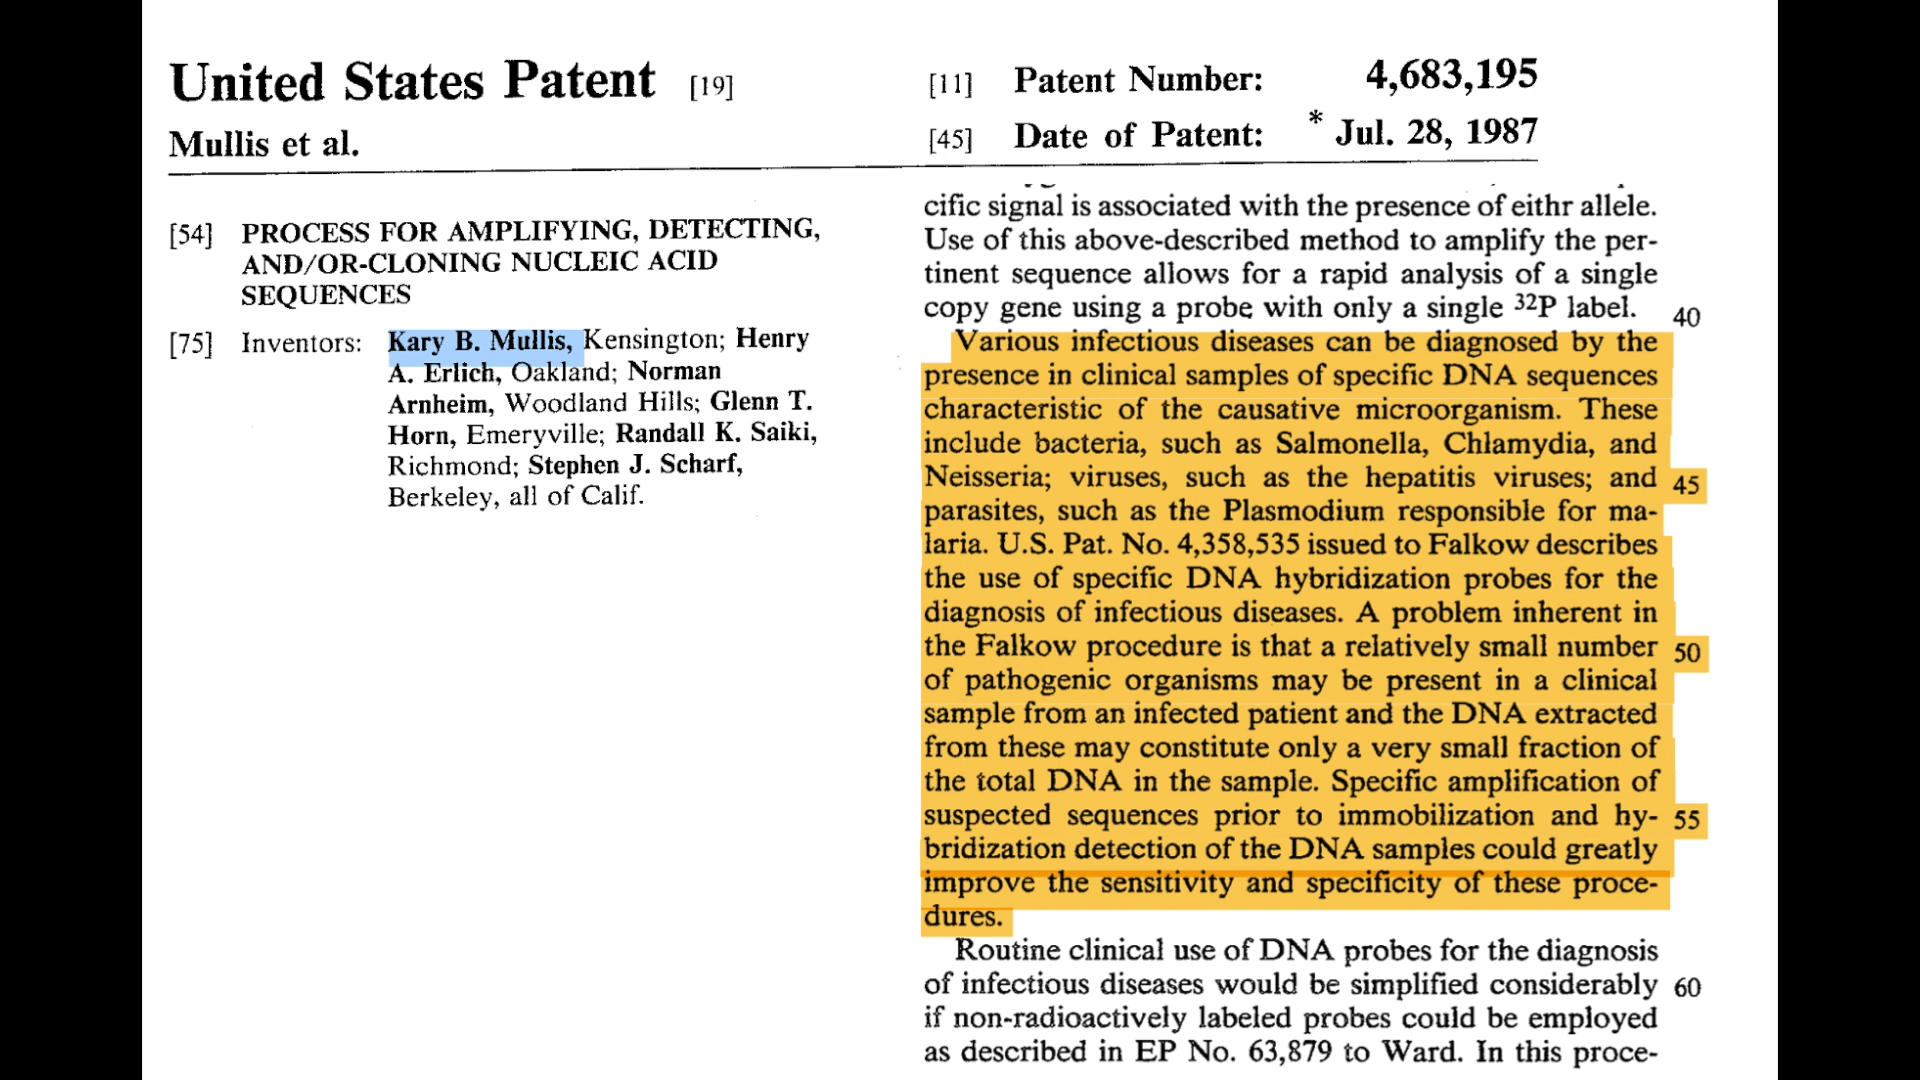 United States Patent [19]
Mullis et al.
[11] Patent Number: 4,683,195
[45] Date of Patent: * Jul. 28, 1987
[54] PROCESS FOR AMPLIFYING, DETECTING,
AND/OR-CLONING NUCLEIC ACID
SEQUENCES
[75] Inventors: Kary B. Mullis, Kensington; Henry
A. Erlich, Oakland; Norman
Arnheim, Woodland Hills; Glenn T.
Horn, Emeryville; Randall K. Saiki,
Richmond; Stephen J. Scharf,
Berkeley, all of Calif.
cific signal is associated with the presence of eithr allele.
Use of this above-described method to amplify the per-
tinent sequence allows for a rapid analysis of a single
copy gene using a probe with only a single 32P label. 40
Various infectious diseases can be diagnosed by the
presence in clinical samples of specific DNA sequences
characteristic of the causative microorganism. These
include bacteria, such as Salmonella, Chlamydia, and
Neisseria; viruses, such as the hepatitis viruses; and 45
parasites, such as the Plasmodium responsible for ma-
laria. U.S. Pat. No. 4,358,535 issued to Falkow describes
the use of specific DNA hybridization probes for the
diagnosis of infectious diseases. A problem inherent in
the Falkow procedure is that a relatively small number 50
of pathogenic organisms may be present in a clinical
sample from an infected patient and the DNA extracted
from these may constitute only a very small fraction of
the total DNA in the sample. Specific amplification of
suspected sequences prior to immobilization and hy- 55
bridization detection of the DNA samples could greatly
improve the sensitivity and specificity of these proce-
dures.
Routine clinical use of DNA probes for the diagnosis
of infectious diseases would be simplified considerably 60
if non-radioactively labeled probes could be employed
as described in EP No. 63,879 to Ward. In this proce-